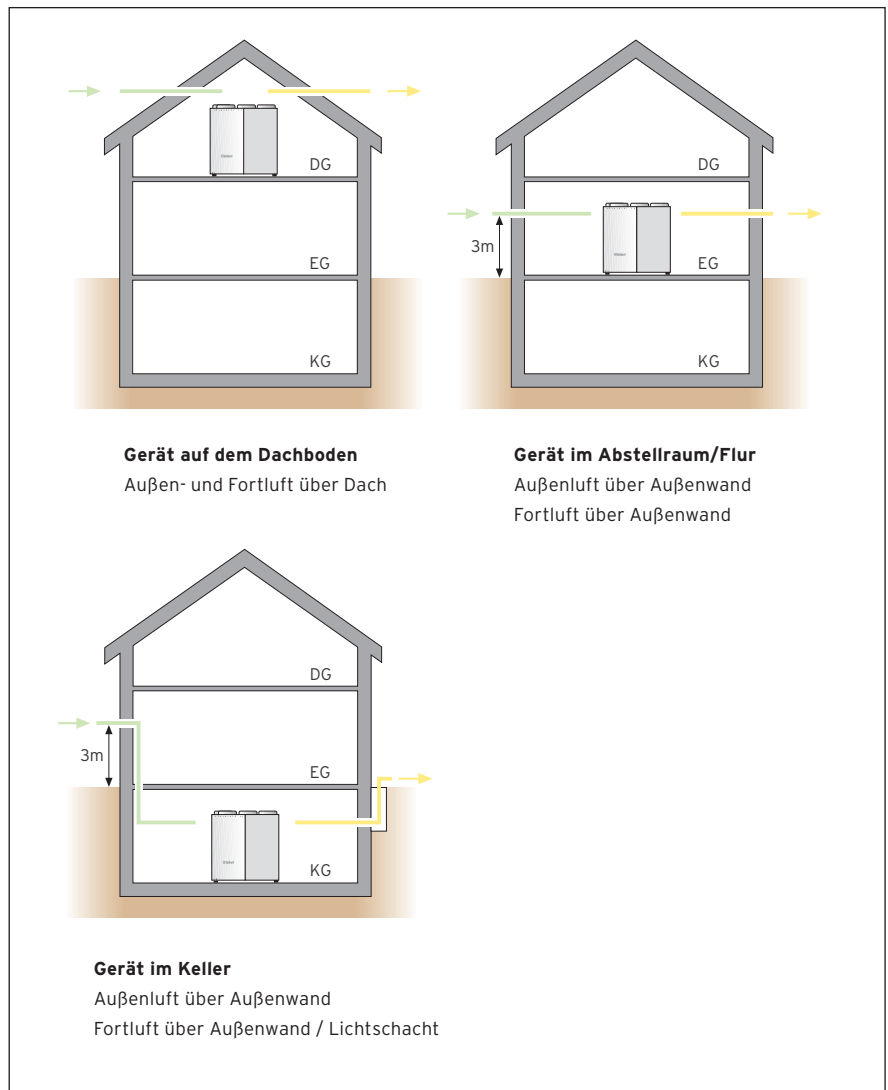 DG
EG
KG
Gerät auf dem Dachboden
Außen- und Fortluft über Dach
DG
3m
EG
KG
Gerät im Abstellraum/Flur
Außenluft über Außenwand
Fortluft über Außenwand
DG
3m
EG
KG
Gerät im Keller
Außenluft über Außenwand
Fortluft über Außenwand / Lichtschacht